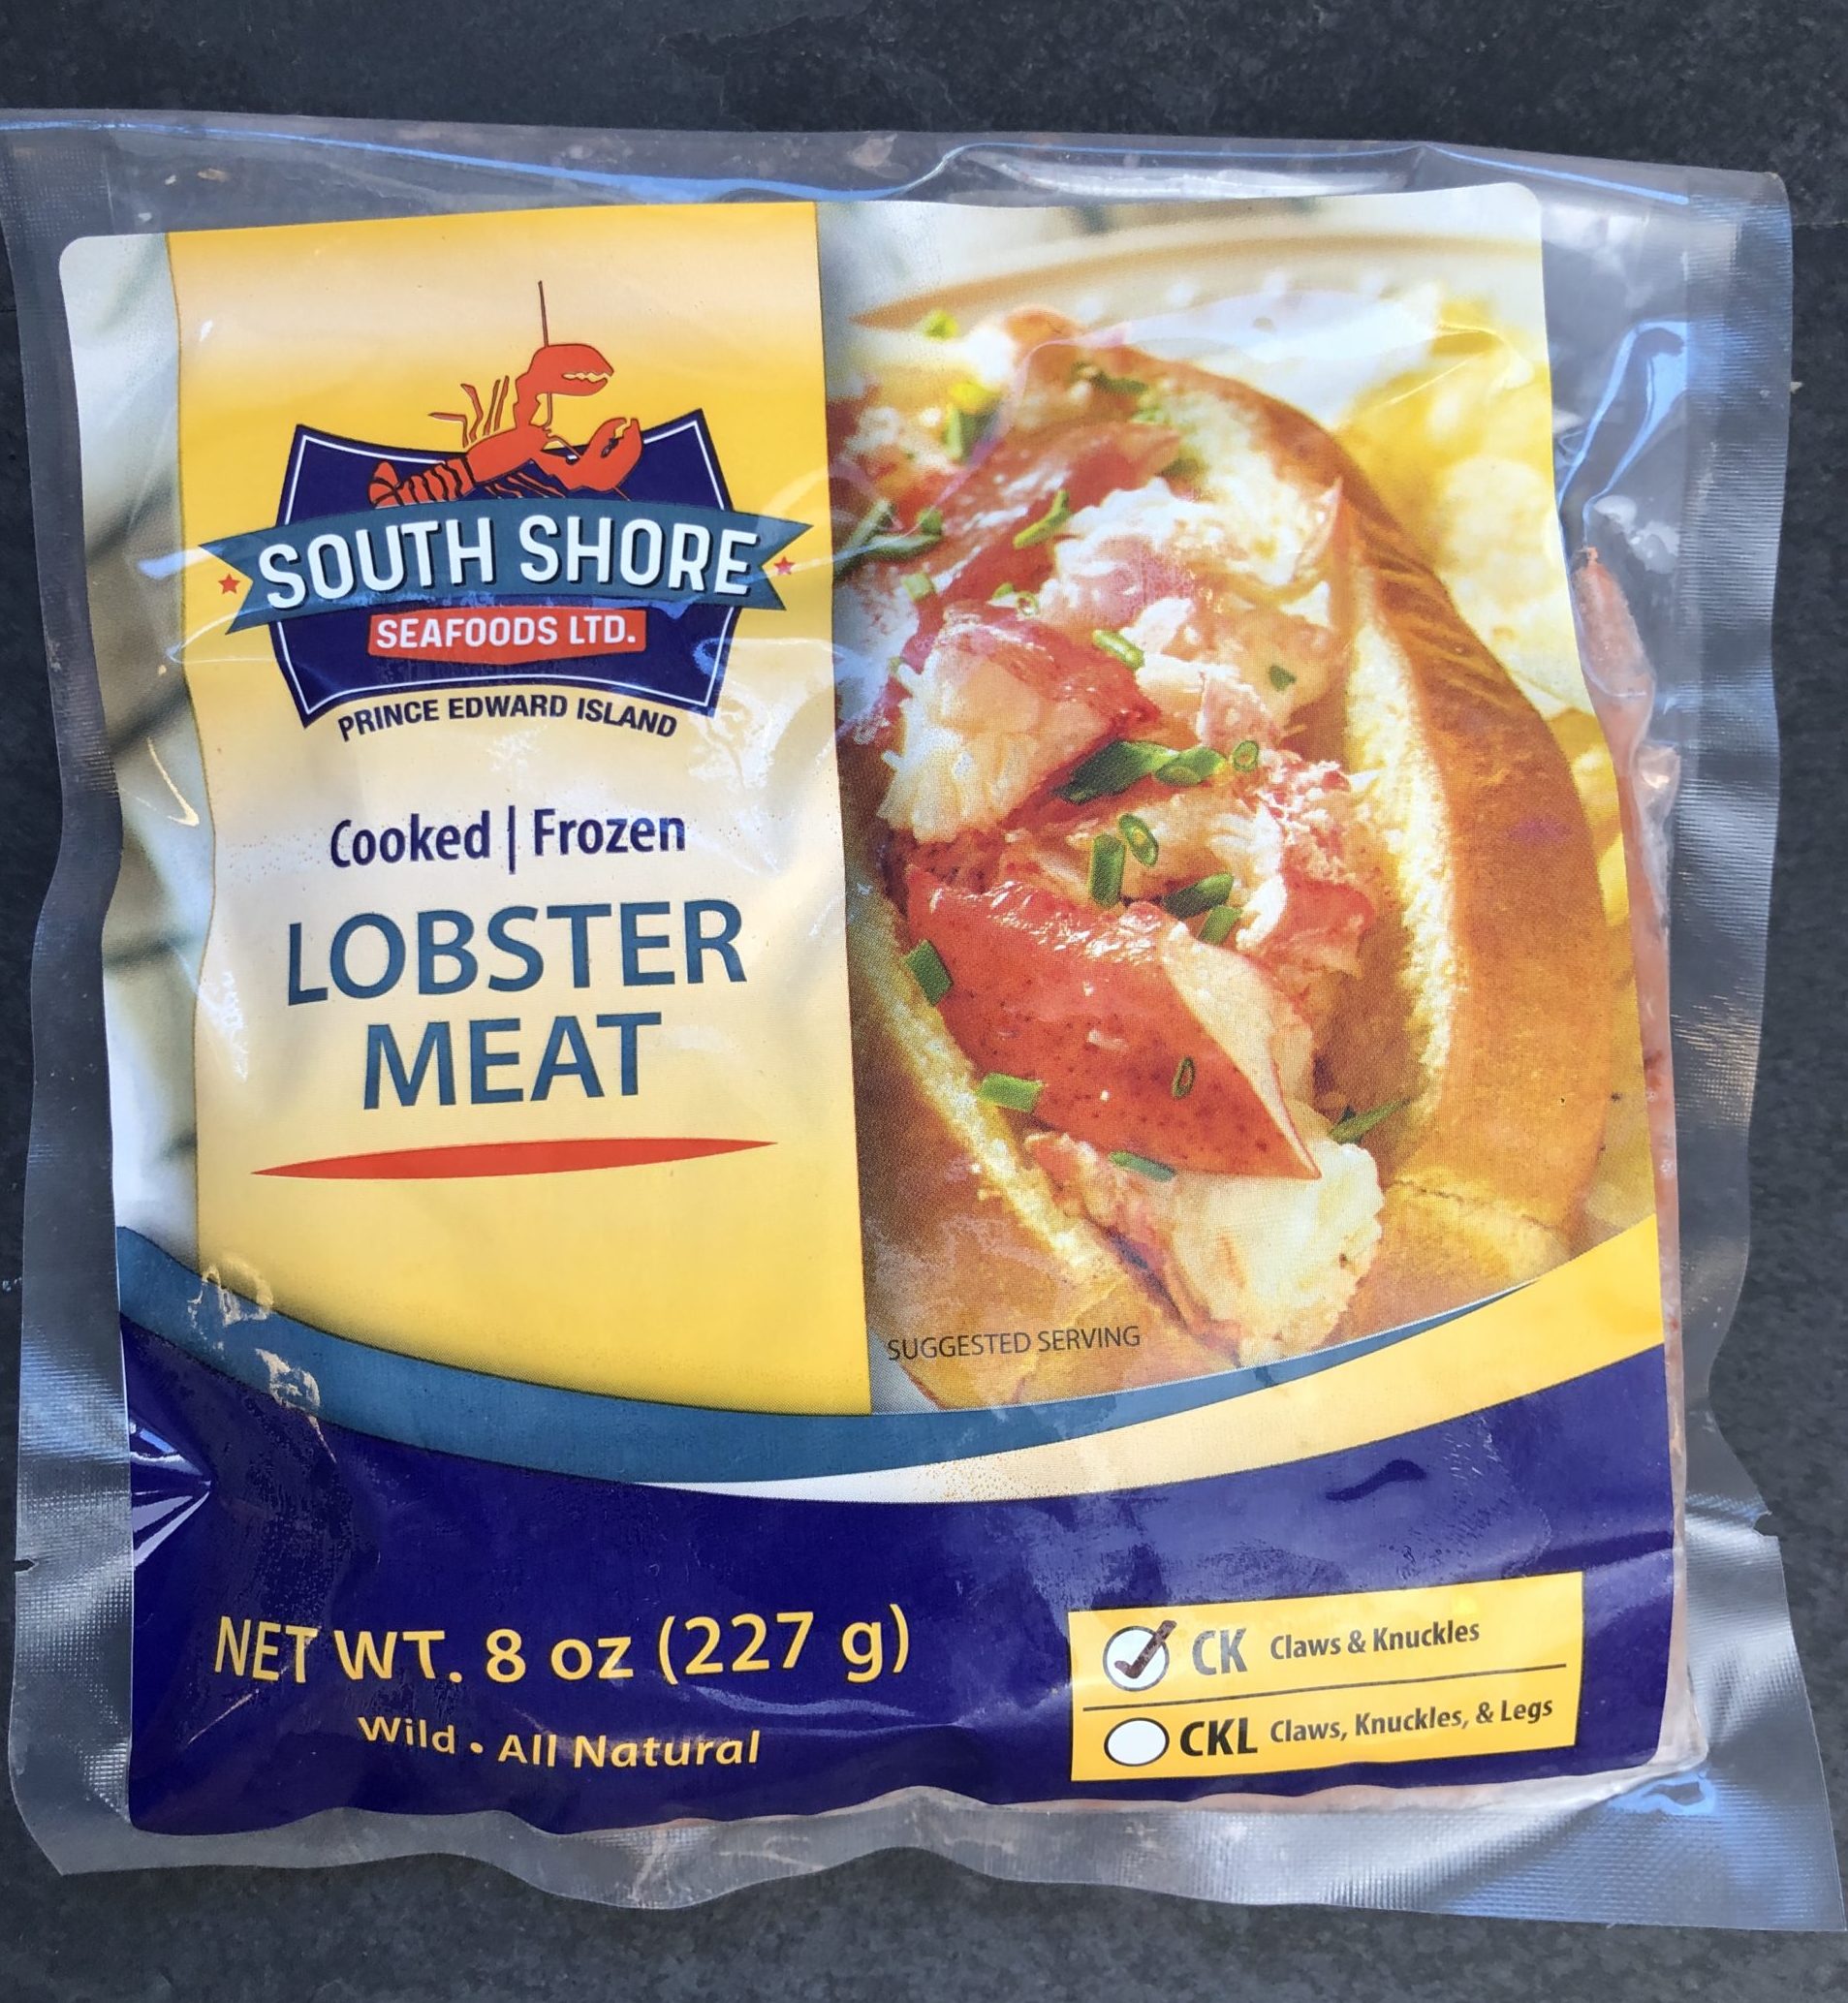 SOUTH SHORE
SEAFOODS LTD.
PRINCE EDWARD ISLAND
Cooked | Frozen
LOBSTER
MEAT
SUGGESTED SERVING
NET WT. 8 oz (227 g)
Wild • All Natural
CK Claws & Knuckles
CKL Claws, Knuckles, & Legs